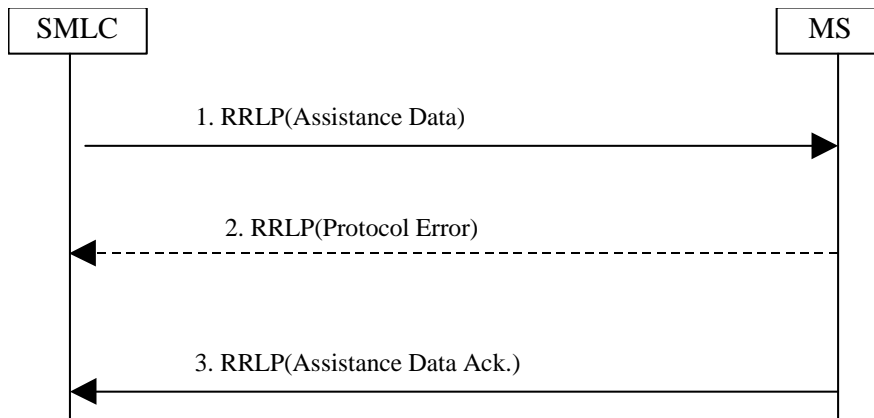 SMLC
MS
1. RRLP(Assistance Data)
2. RRLP(Protocol Error)
3. RRLP(Assistance Data Ack.)